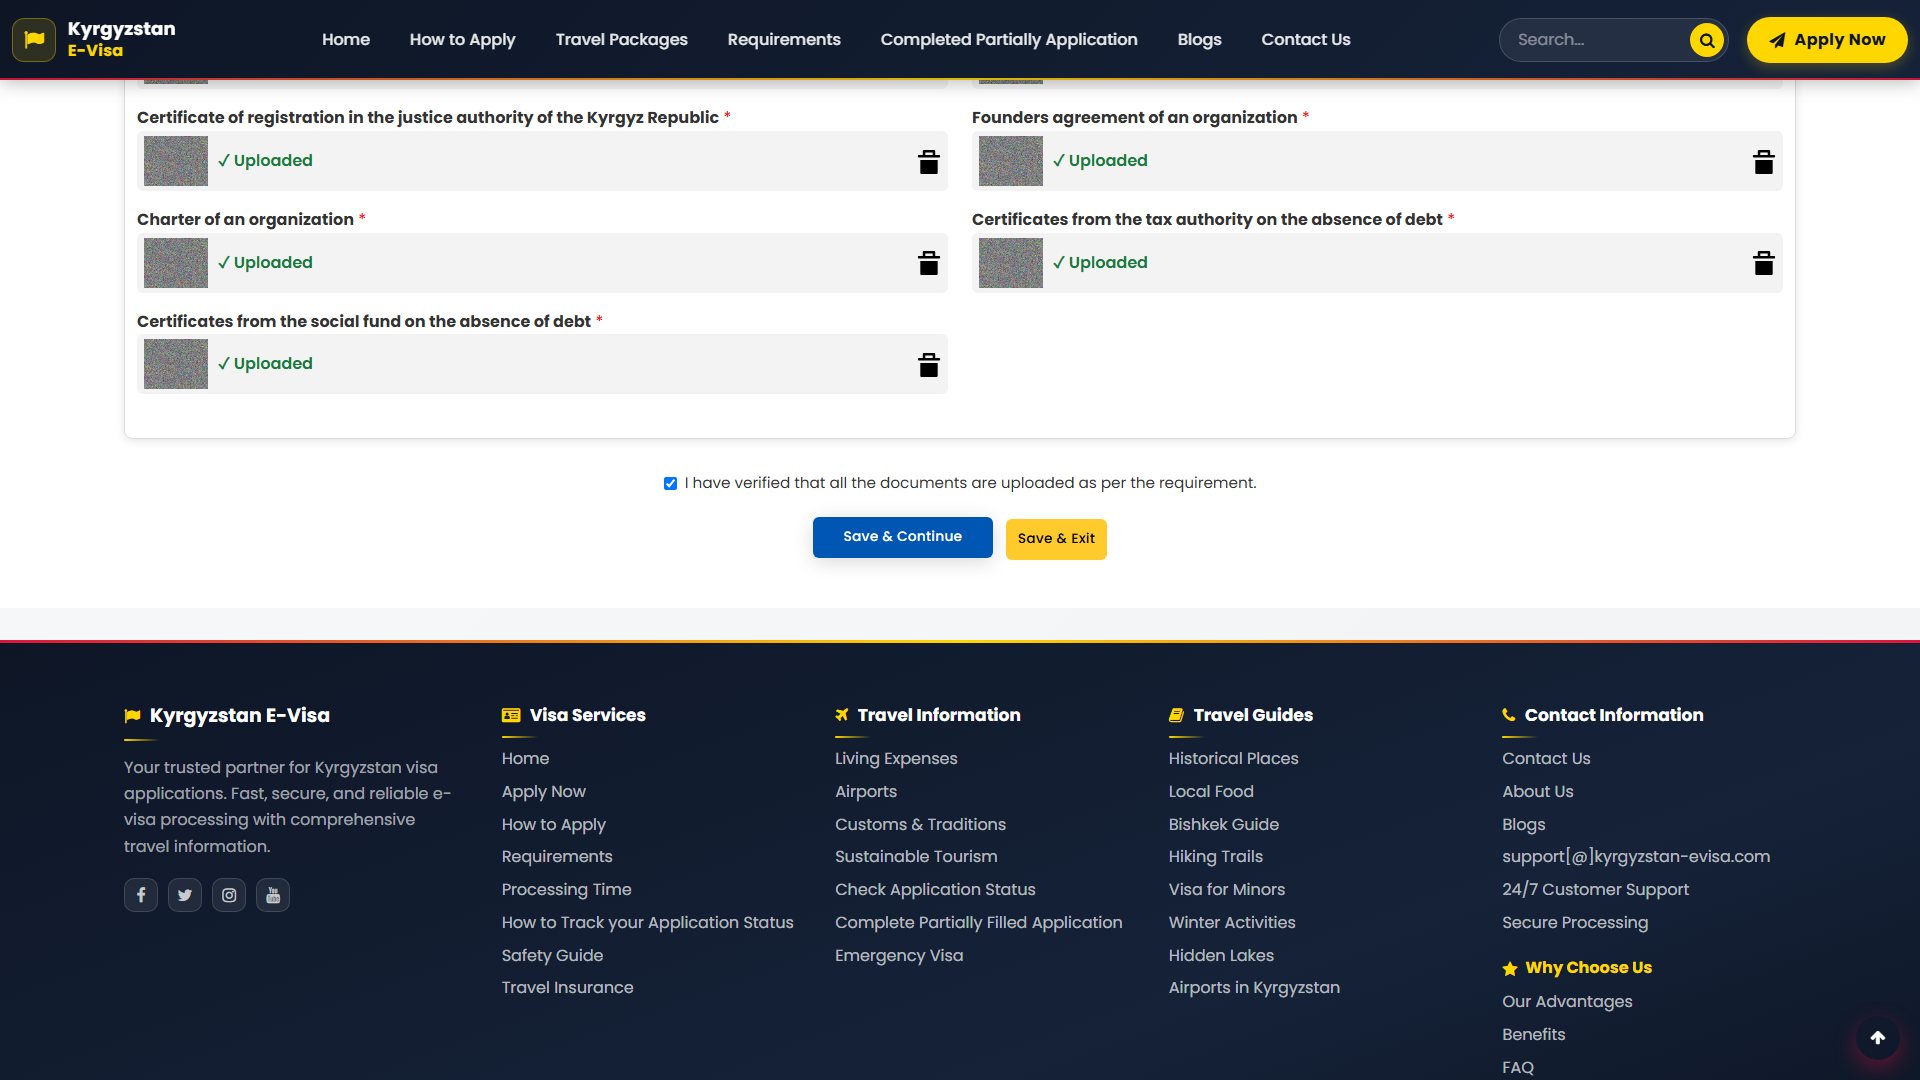 Kyrgyzstan
E-Visa
Home
How to Apply
Travel Packages
Requirements
Completed Partially Application
Blogs
Contact Us
Search...
Apply Now
Certificate of registration in the justice authority of the Kyrgyz Republic *
Founders agreement of an organization *
✓ Uploaded
✓ Uploaded
Charter of an organization *
Certificates from the tax authority on the absence of debt *
✓ Uploaded
✓ Uploaded
Certificates from the social fund on the absence of debt *
✓ Uploaded
I have verified that all the documents are uploaded as per the requirement.
Save & Continue
Save & Exit
Kyrgyzstan E-Visa
Your trusted partner for Kyrgyzstan visa
applications. Fast, secure, and reliable e-
visa processing with comprehensive
travel information.
Visa Services
Home
Apply Now
How to Apply
Requirements
Processing Time
How to Track your Application Status
Safety Guide
Travel Insurance
Travel Information
Living Expenses
Airports
Customs & Traditions
Sustainable Tourism
Check Application Status
Complete Partially Filled Application
Emergency Visa
Travel Guides
Historical Places
Local Food
Bishkek Guide
Hiking Trails
Visa for Minors
Winter Activities
Hidden Lakes
Airports in Kyrgyzstan
Contact Information
Contact Us
About Us
Blogs
support[@]kyrgyzstan-evisa.com
24/7 Customer Support
Secure Processing
Why Choose Us
Our Advantages
Benefits
FAQ